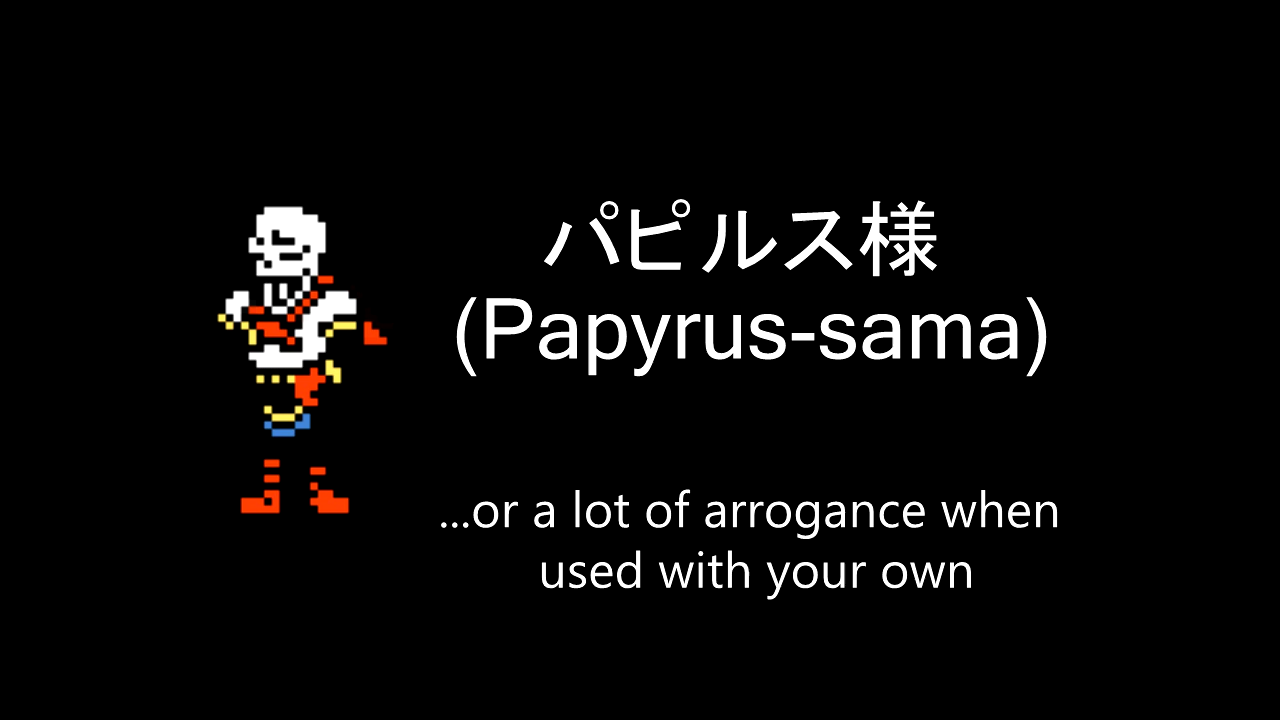 パピルス様
(Papyrus-sama)
...or a lot of arrogance when
used with your own